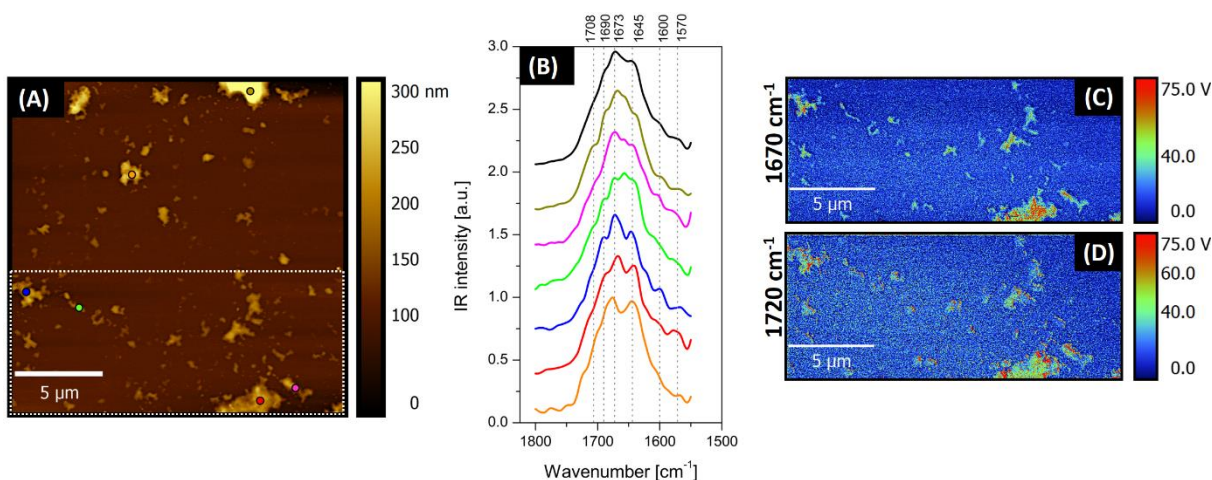 (A)
300 nm
250
200
150
100
0
5 µm
1708
1690
1673
1645
1600
1570
(B)
3.0
2.5
2.0
1.5
1.0
0.5
0.0
IR intensity [a.u.]
1800
1700
1600
1500
Wavenumber [cm⁻¹]
1670 cm⁻¹
(C)
5 µm
75.0 V
40.0
0.0
1720 cm⁻¹
(D)
5 µm
75.0 V
60.0
40.0
0.0